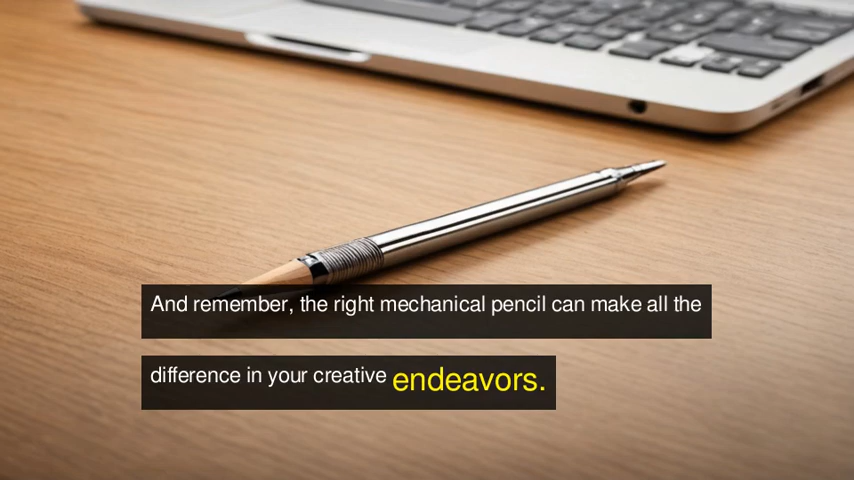 And remember, the right mechanical pencil can make all the
difference in your creative endeavors.